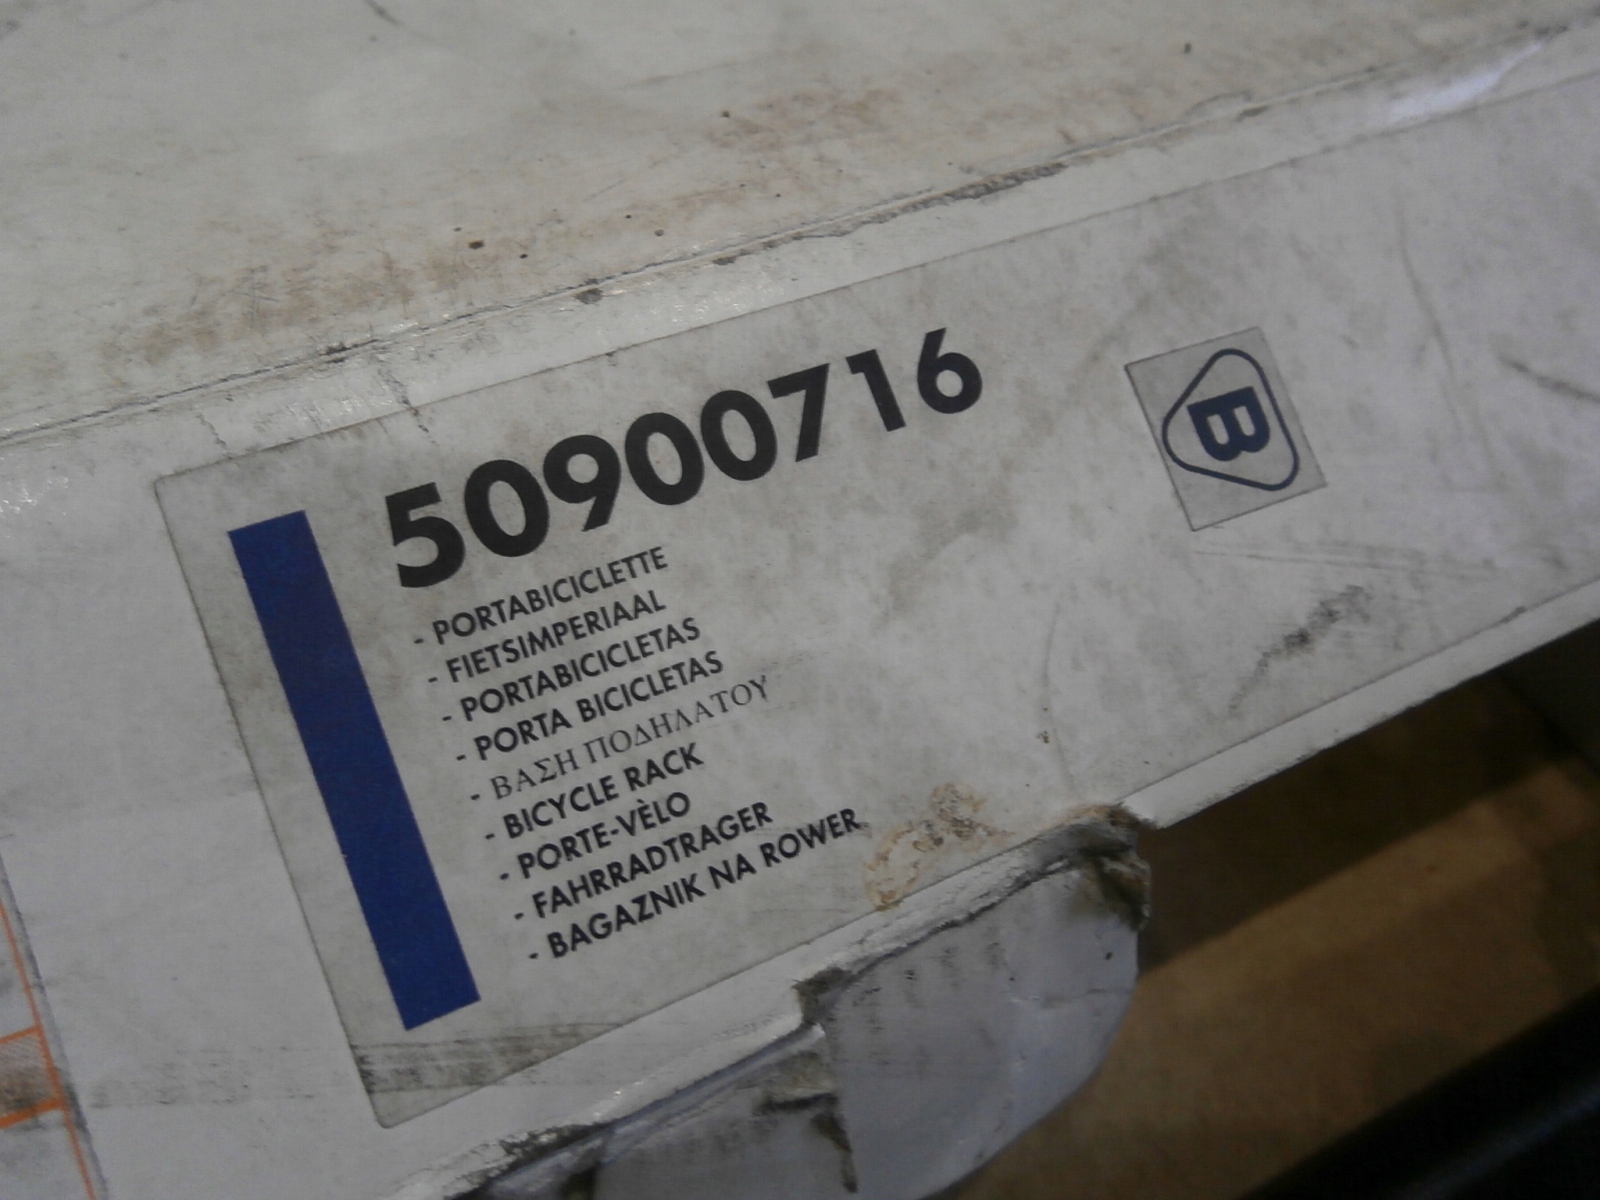 50900716
- PORTABICICLETTE
- FIETSIMPERIAAL
- PORTABICICLETAS
- PORTA BICICLETAS
- ΒΑΣΗ ΠΟΔΗΛΑΤΟΥ
- BICYCLE RACK
- PORTE-VÈLO
- FAHRRADTRAGER
- BAGAZNIK NA ROWER
B